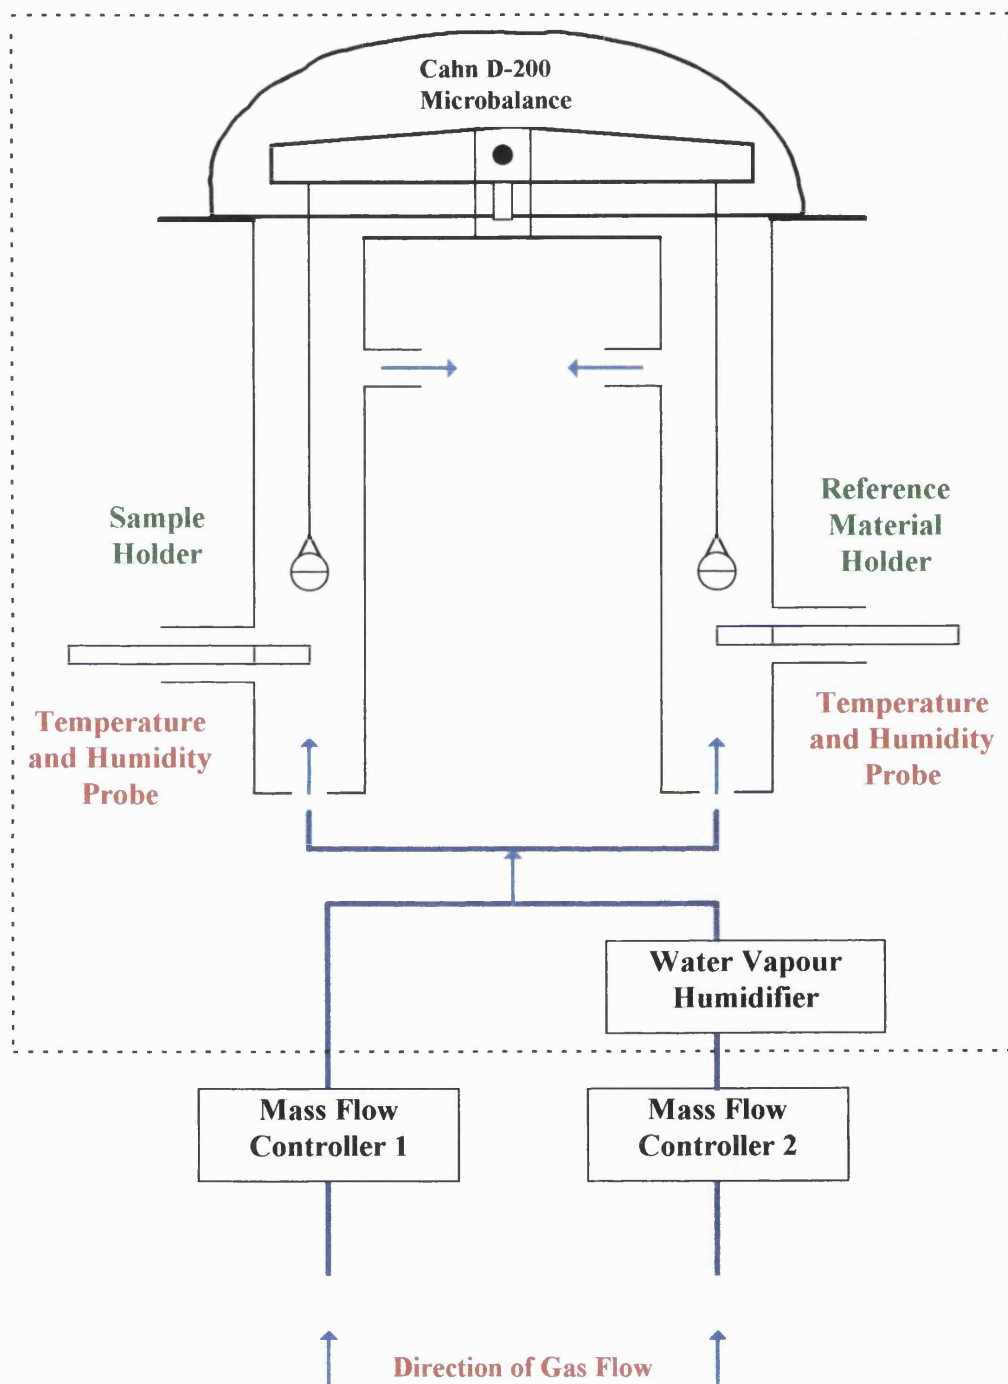 Cahn D-200
Microbalance
Sample
Holder
Reference
Material
Holder
Temperature
and Humidity
Probe
Temperature
and Humidity
Probe
Water Vapour
Humidifier
Mass Flow
Controller 1
Mass Flow
Controller 2
Direction of Gas Flow